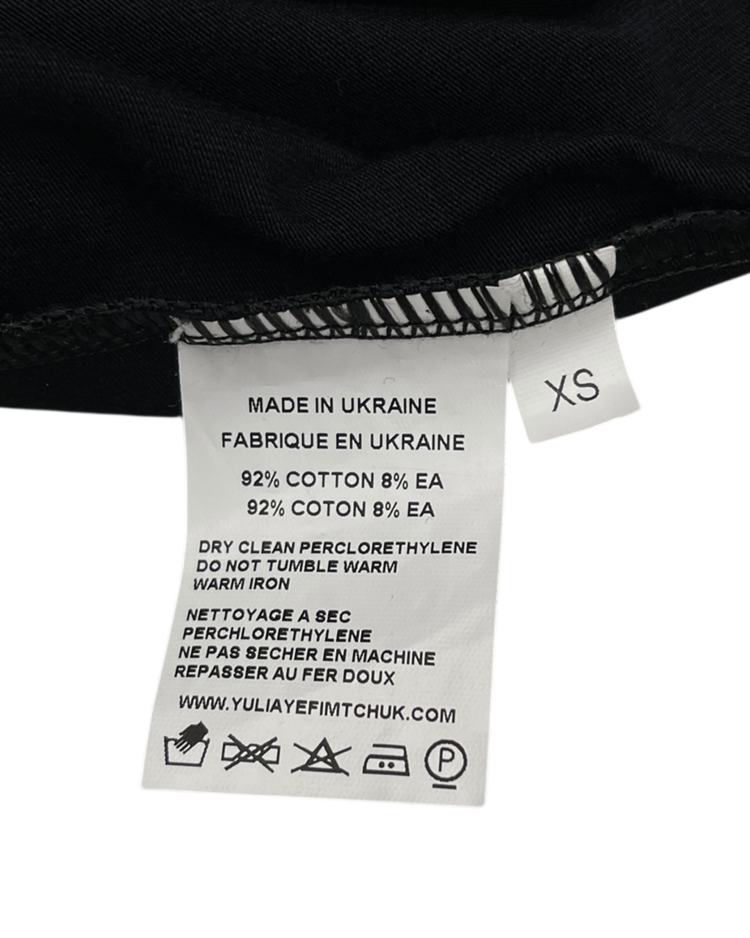 MADE IN UKRAINE
FABRIQUE EN UKRAINE
92% COTTON 8% EA
92% COTON 8% EA
DRY CLEAN PERCLORETHYLENE
DO NOT TUMBLE WARM
WARM IRON
NETTOYAGE A SEC
PERCHLORETHYLENE
NE PAS SECHER EN MACHINE
REPASSER AU FER DOUX
WWW.YULIAYEFIMTCHUK.COM
P
XS